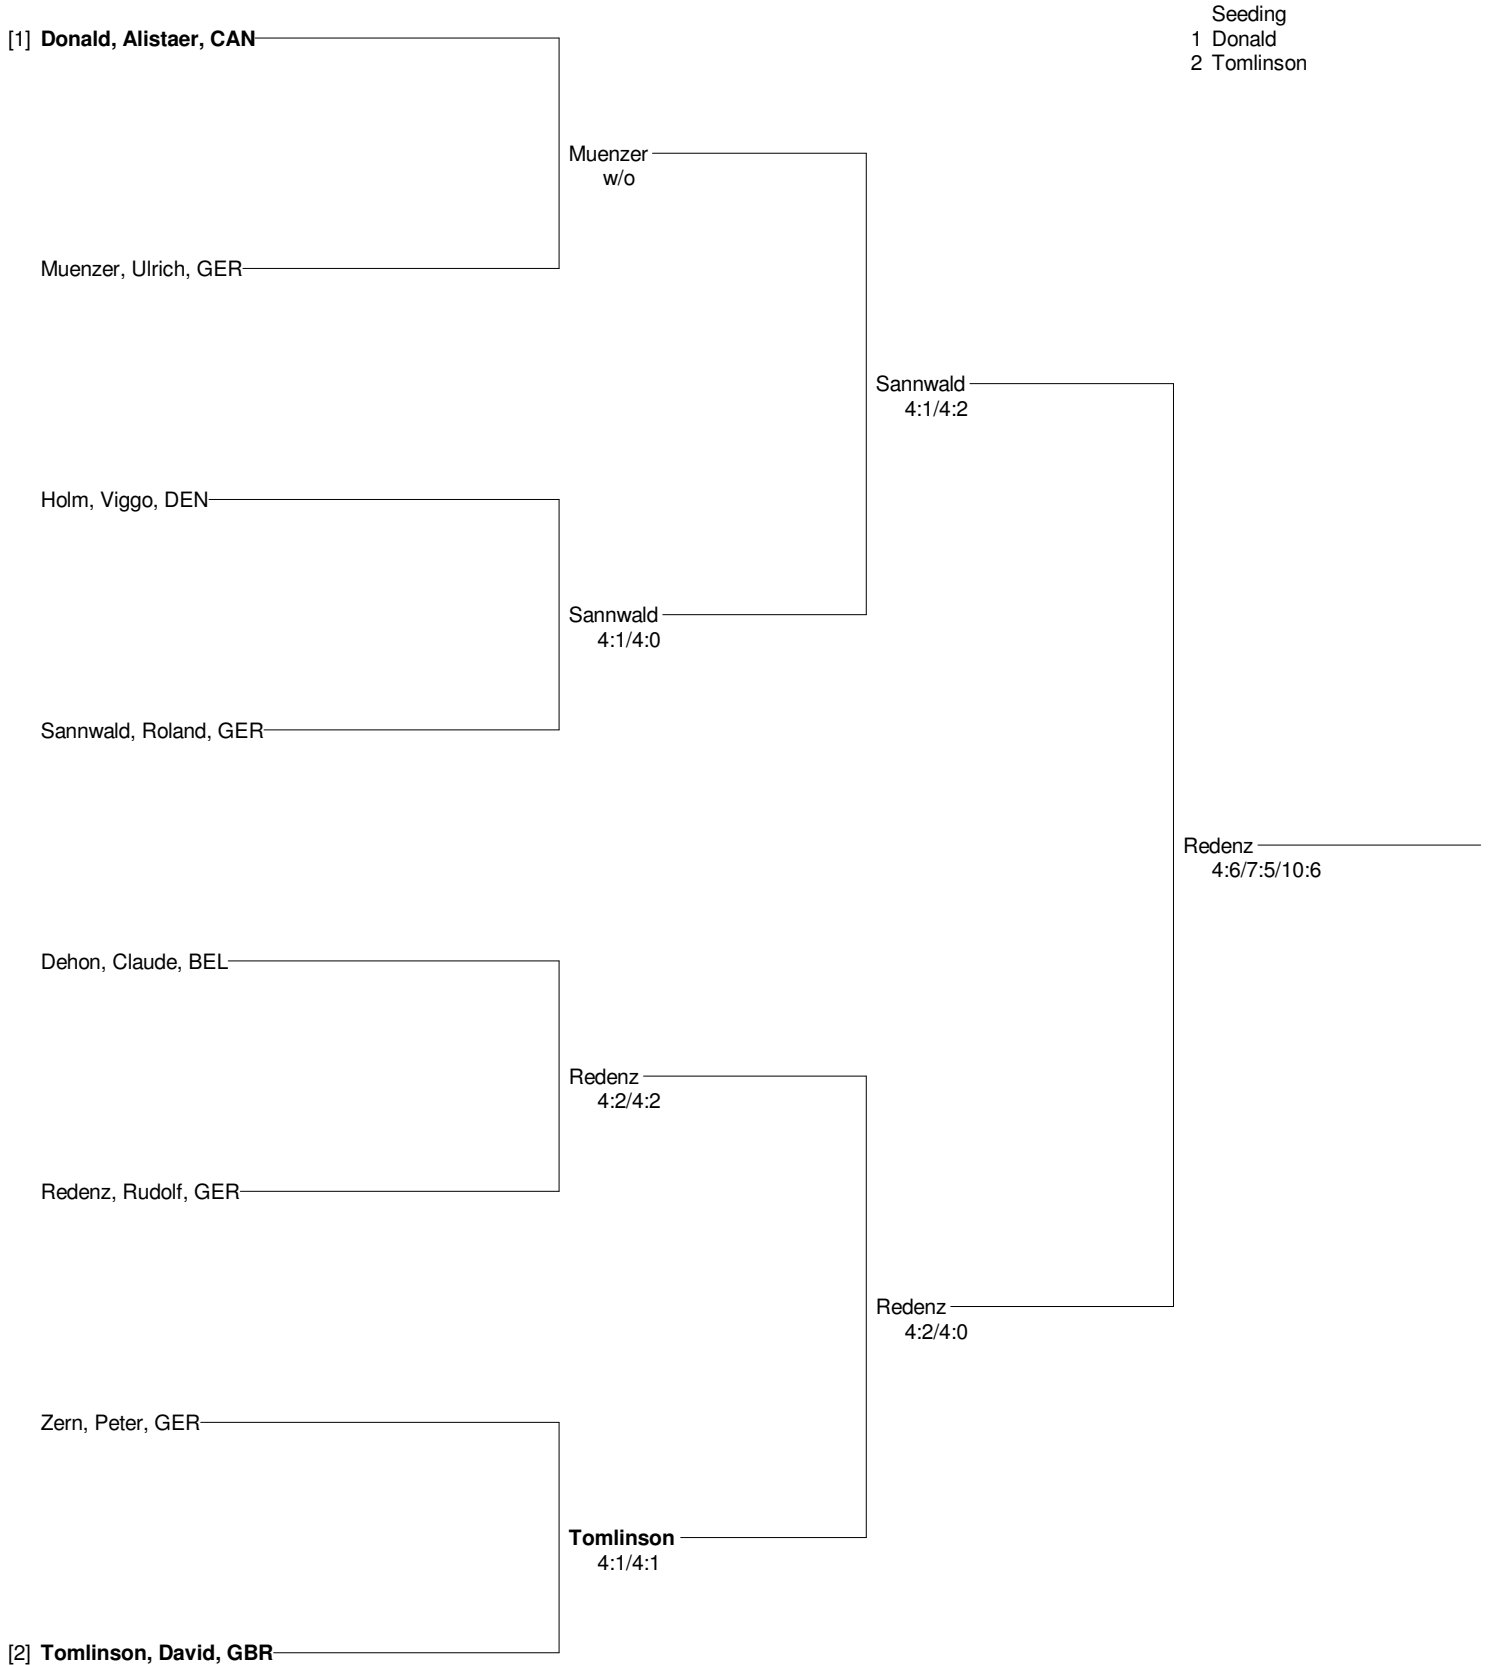 Seeding
1 Donald
2 Tomlinson
[1] Donald, Alistaer, CAN
Muenzer
w/o
Muenzer, Ulrich, GER
Sannwald
4:1/4:2
Holm, Viggo, DEN
Sannwald
4:1/4:0
Sannwald, Roland, GER
Redenz
4:6/7:5/10:6
Dehon, Claude, BEL
Redenz
4:2/4:2
Redenz, Rudolf, GER
Redenz
4:2/4:0
Zern, Peter, GER
Tomlinson
4:1/4:1
[2] Tomlinson, David, GBR